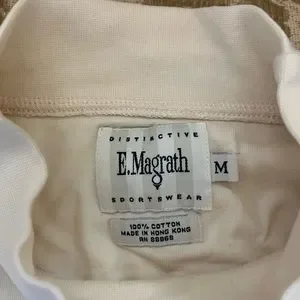 DISTINCTIVE
E.Magrath
M
SPORTSWEAR
100% COTTON
MADE IN HONG KONG
RN 88868